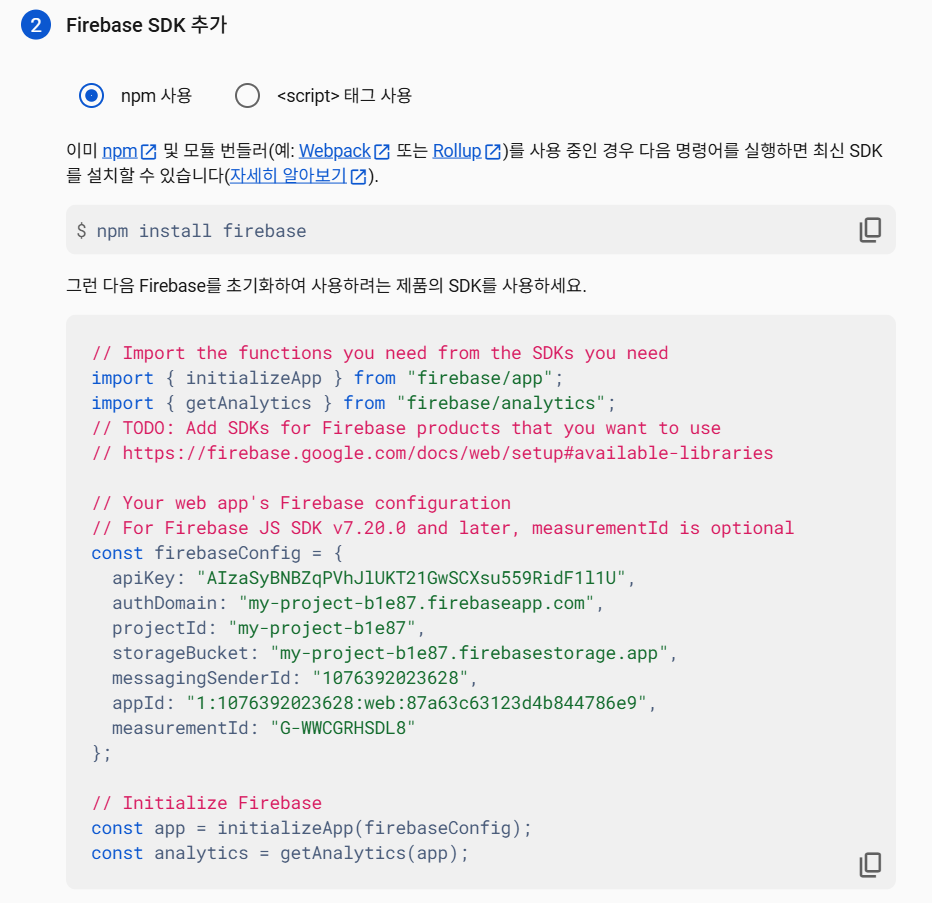 2 Firebase SDK 추가
npm 사용 <script> 태그 사용
이미 npm 및 모듈 번들러(예: Webpack 또는 Rollup)를 사용 중인 경우 다음 명령어를 실행하면 최신 SDK
를 설치할 수 있습니다(자세히 알아보기).
$ npm install firebase
그런 다음 Firebase를 초기화하여 사용하려는 제품의 SDK를 사용하세요.
// Import the functions you need from the SDKs you need
import { initializeApp } from "firebase/app";
import { getAnalytics } from "firebase/analytics";
// TODO: Add SDKs for Firebase products that you want to use
// https://firebase.google.com/docs/web/setup#available-libraries
// Your web app's Firebase configuration
// For Firebase JS SDK v7.20.0 and later, measurementId is optional
const firebaseConfig = {
  apiKey: "AIzaSyBNBZqPVhJlUKT21GwSCXsu559RidF1l1U",
  authDomain: "my-project-b1e87.firebaseapp.com",
  projectId: "my-project-b1e87",
  storageBucket: "my-project-b1e87.firebasestorage.app",
  messagingSenderId: "1076392023628",
  appId: "1:1076392023628:web:87a63c63123d4b844786e9",
  measurementId: "G-WWCGRHSDL8"
};
// Initialize Firebase
const app = initializeApp(firebaseConfig);
const analytics = getAnalytics(app);